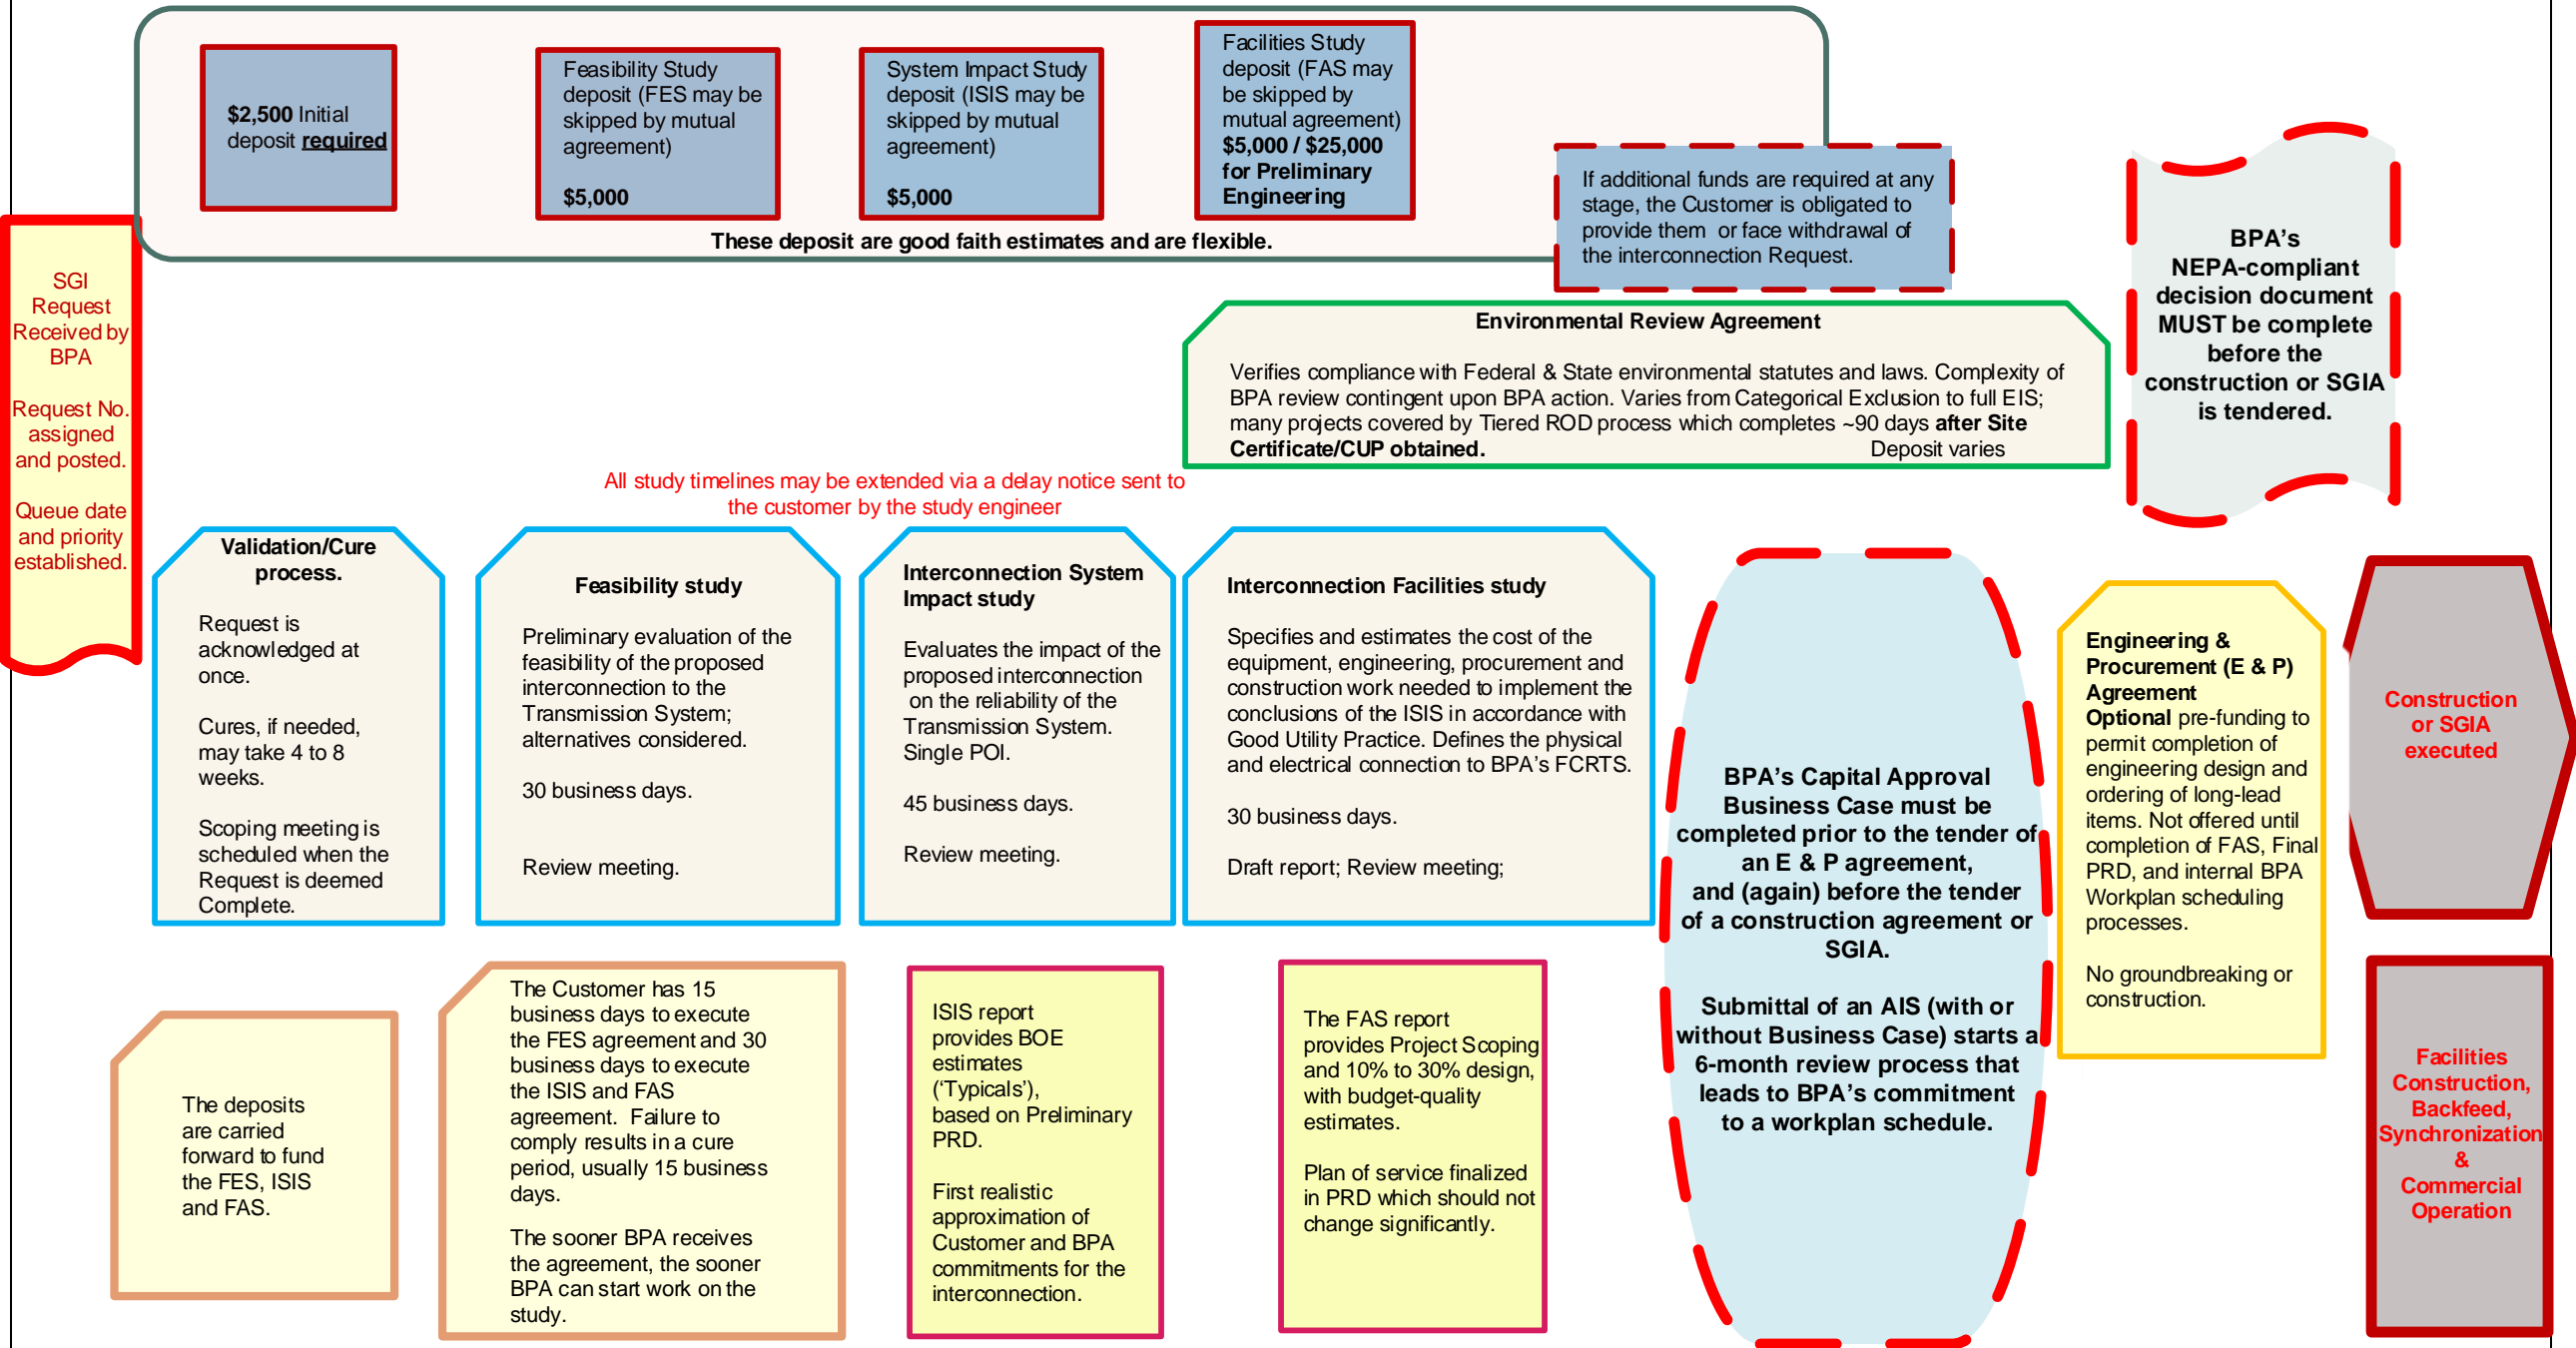 $2,500 Initial
deposit required
Feasibility Study
deposit (FES may be
skipped by mutual
agreement)
$5,000
System Impact Study
deposit (ISIS may be
skipped by mutual
agreement)
$5,000
Facilities Study
deposit (FAS may
be skipped by
mutual agreement)
$5,000 / $25,000
for Preliminary
Engineering
These deposit are good faith estimates and are flexible.
If additional funds are required at any
stage, the Customer is obligated to
provide them or face withdrawal of
the interconnection Request.
BPA's
NEPA-compliant
decision document
MUST be complete
before the
construction or SGIA
is tendered.
SGI
Request
Received by
BPA
Request No.
assigned
and posted.
Queue date
and priority
established.
Environmental Review Agreement
Verifies compliance with Federal & State environmental statutes and laws. Complexity of
BPA review contingent upon BPA action. Varies from Categorical Exclusion to full EIS;
many projects covered by Tiered ROD process which completes ~90 days after Site
Certificate/CUP obtained. Deposit varies
All study timelines may be extended via a delay notice sent to
the customer by the study engineer
Validation/Cure
process.
Request is
acknowledged at
once.
Cures, if needed,
may take 4 to 8
weeks.
Scoping meeting is
scheduled when the
Request is deemed
Complete.
Feasibility study
Preliminary evaluation of the
feasibility of the proposed
interconnection to the
Transmission System;
alternatives considered.
30 business days.
Review meeting.
Interconnection System
Impact study
Evaluates the impact of the
proposed interconnection
on the reliability of the
Transmission System.
Single POI.
45 business days.
Review meeting.
Interconnection Facilities study
Specifies and estimates the cost of the
equipment, engineering, procurement and
construction work needed to implement the
conclusions of the ISIS in accordance with
Good Utility Practice. Defines the physical
and electrical connection to BPA's FCRTS.
30 business days.
Draft report; Review meeting;
BPA's Capital Approval
Business Case must be
completed prior to the tender of
an E & P agreement,
and (again) before the tender
of a construction agreement or
SGIA.
Submittal of an AIS (with or
without Business Case) starts a
6-month review process that
leads to BPA's commitment
to a workplan schedule.
Engineering &
Procurement (E & P)
Agreement
Optional pre-funding to
permit completion of
engineering design and
ordering of long-lead
items. Not offered until
completion of FAS, Final
PRD, and internal BPA
Workplan scheduling
processes.
No groundbreaking or
construction.
Construction
or SGIA
executed
The deposits
are carried
forward to fund
the FES, ISIS
and FAS.
The Customer has 15
business days to execute
the FES agreement and 30
business days to execute
the ISIS and FAS
agreement. Failure to
comply results in a cure
period, usually 15 business
days.
The sooner BPA receives
the agreement, the sooner
BPA can start work on the
study.
ISIS report
provides BOE
estimates
('Typicals'),
based on Preliminary
PRD.
First realistic
approximation of
Customer and BPA
commitments for the
interconnection.
The FAS report
provides Project Scoping
and 10% to 30% design,
with budget-quality
estimates.
Plan of service finalized
in PRD which should not
change significantly.
Facilities
Construction,
Backfeed,
Synchronization
&
Commercial
Operation